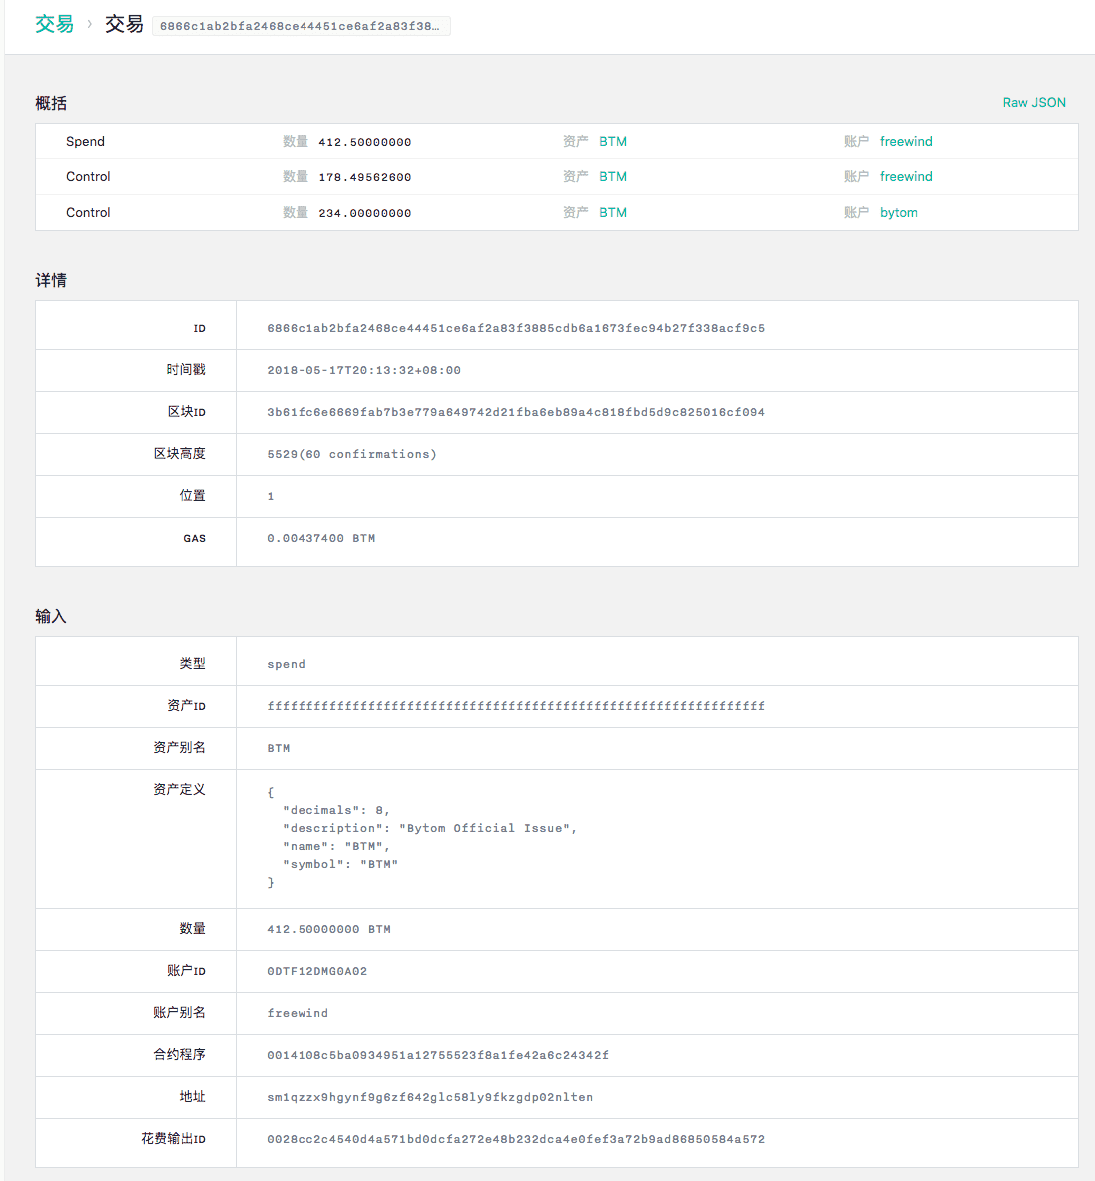 交易 › 交易 6866c1ab2bfa2468ce44451ce6af2a83f38…
概括 Raw JSON
Spend 数量 412.50000000 资产 BTM 账户 freewind
Control 数量 178.49562600 资产 BTM 账户 freewind
Control 数量 234.00000000 资产 BTM 账户 bytom
详情
ID 6866c1ab2bfa2468ce44451ce6af2a83f3885cdb6a1673fec94b27f338acf9c5
时间戳 2018-05-17T20:13:32+08:00
区块ID 3b61fc6e6669fab7b3e779a649742d21fba6eb89a4c818fbd5d9c825016cf094
区块高度 5529(60 confirmations)
位置 1
GAS 0.00437400 BTM
输入
类型 spend
资产ID ffffffffffffffffffffffffffffffffffffffffffffffffffffffffffffffff
资产别名 BTM
资产定义 {
"decimals": 8,
"description": "Bytom Official Issue",
"name": "BTM",
"symbol": "BTM"
}
数量 412.50000000 BTM
账户ID 0DTF12DMG0A02
账户别名 freewind
合约程序 0014108c5ba0934951a12755523f8a1fe42a6c24342f
地址 sm1qzzx9hgynf9g6zf642glc58ly9fkzgdp02nlten
花费输出ID 0028cc2c4540d4a571bd0dcfa272e48b232dca4e0fef3a72b9ad86850584a572